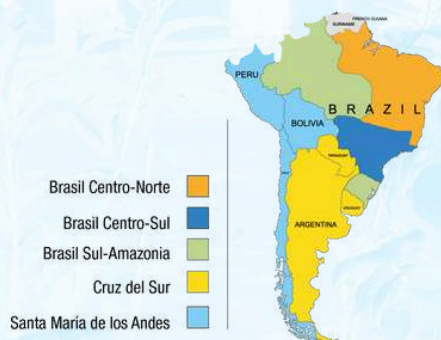 Brasil Centro-Norte
Brasil Centro-Sul
Brasil Sul-Amazonia
Cruz del Sur
Santa María de los Andes
SURINAME
FRENCH GUIANA
PERU
BRAZIL
BOLIVIA
PARAGUAY
ARGENTINA
URUGUAY